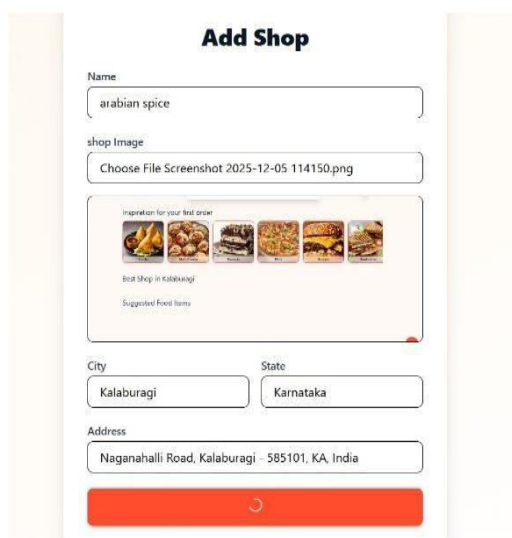 Add Shop
Name
arabian spice
shop Image
Choose File Screenshot 2025-12-05 114150.png
Inspiration for your first order
Best Shop in Kalaburagi
Suggested Food Items
City State
Kalaburagi Karnataka
Address
Naganahalli Road, Kalaburagi - 585101, KA, India